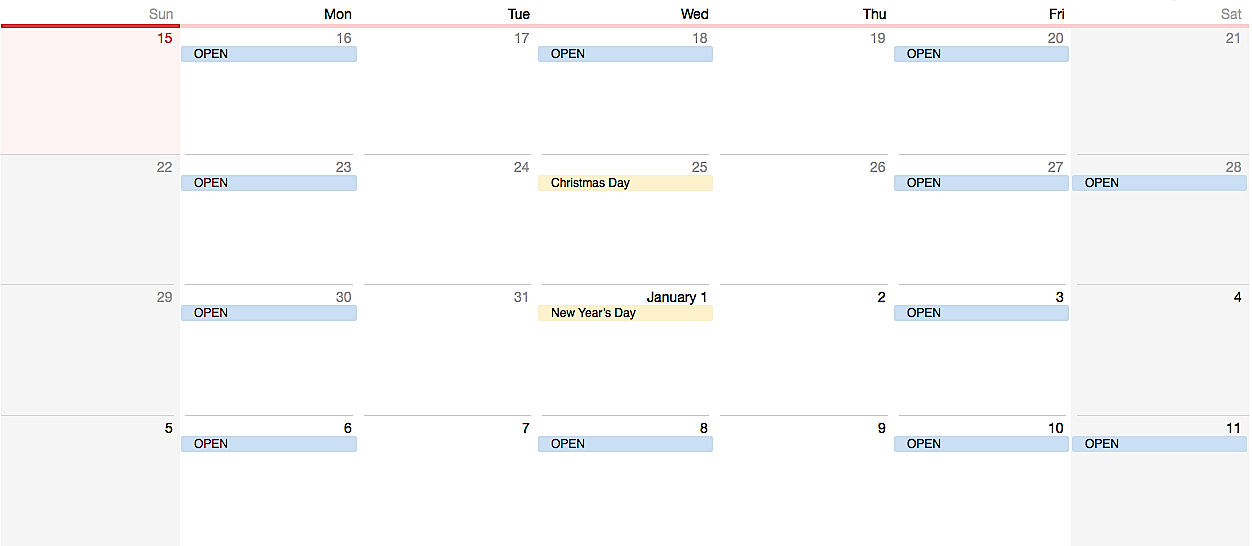 Sun Mon Tue Wed Thu Fri Sat
15 16 17 18 19 20 21
OPEN OPEN OPEN
22 23 24 25 26 27 28
OPEN Christmas Day OPEN OPEN
29 30 31 January 1 2 3 4
OPEN New Year's Day OPEN
5 6 7 8 9 10 11
OPEN OPEN OPEN OPEN